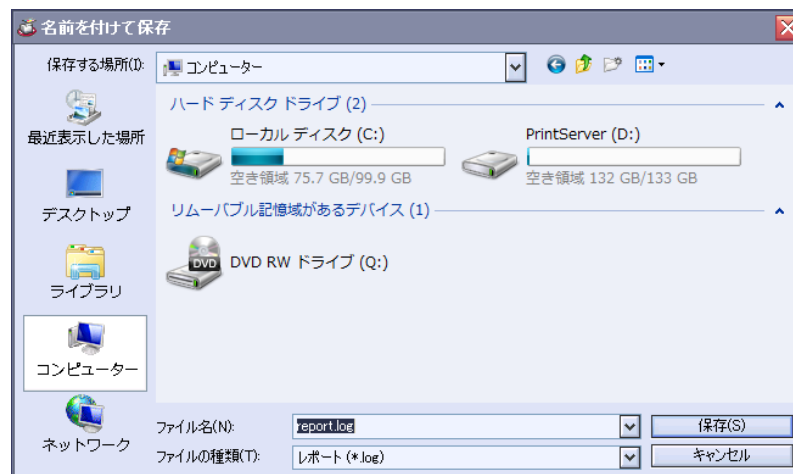 名前を付けて保存
保存する場所(I):
コンピューター
最近表示した場所
デスクトップ
ライブラリ
コンピューター
ネットワーク
ハード ディスク ドライブ (2)
ローカル ディスク (C:)
空き領域 75.7 GB/99.9 GB
PrintServer (D:)
空き領域 132 GB/133 GB
リムーバブル記憶域があるデバイス (1)
DVD
DVD RW ドライブ (Q:)
ファイル名(N):
report.log
保存(S)
ファイルの種類(T):
レポート (*.log)
キャンセル